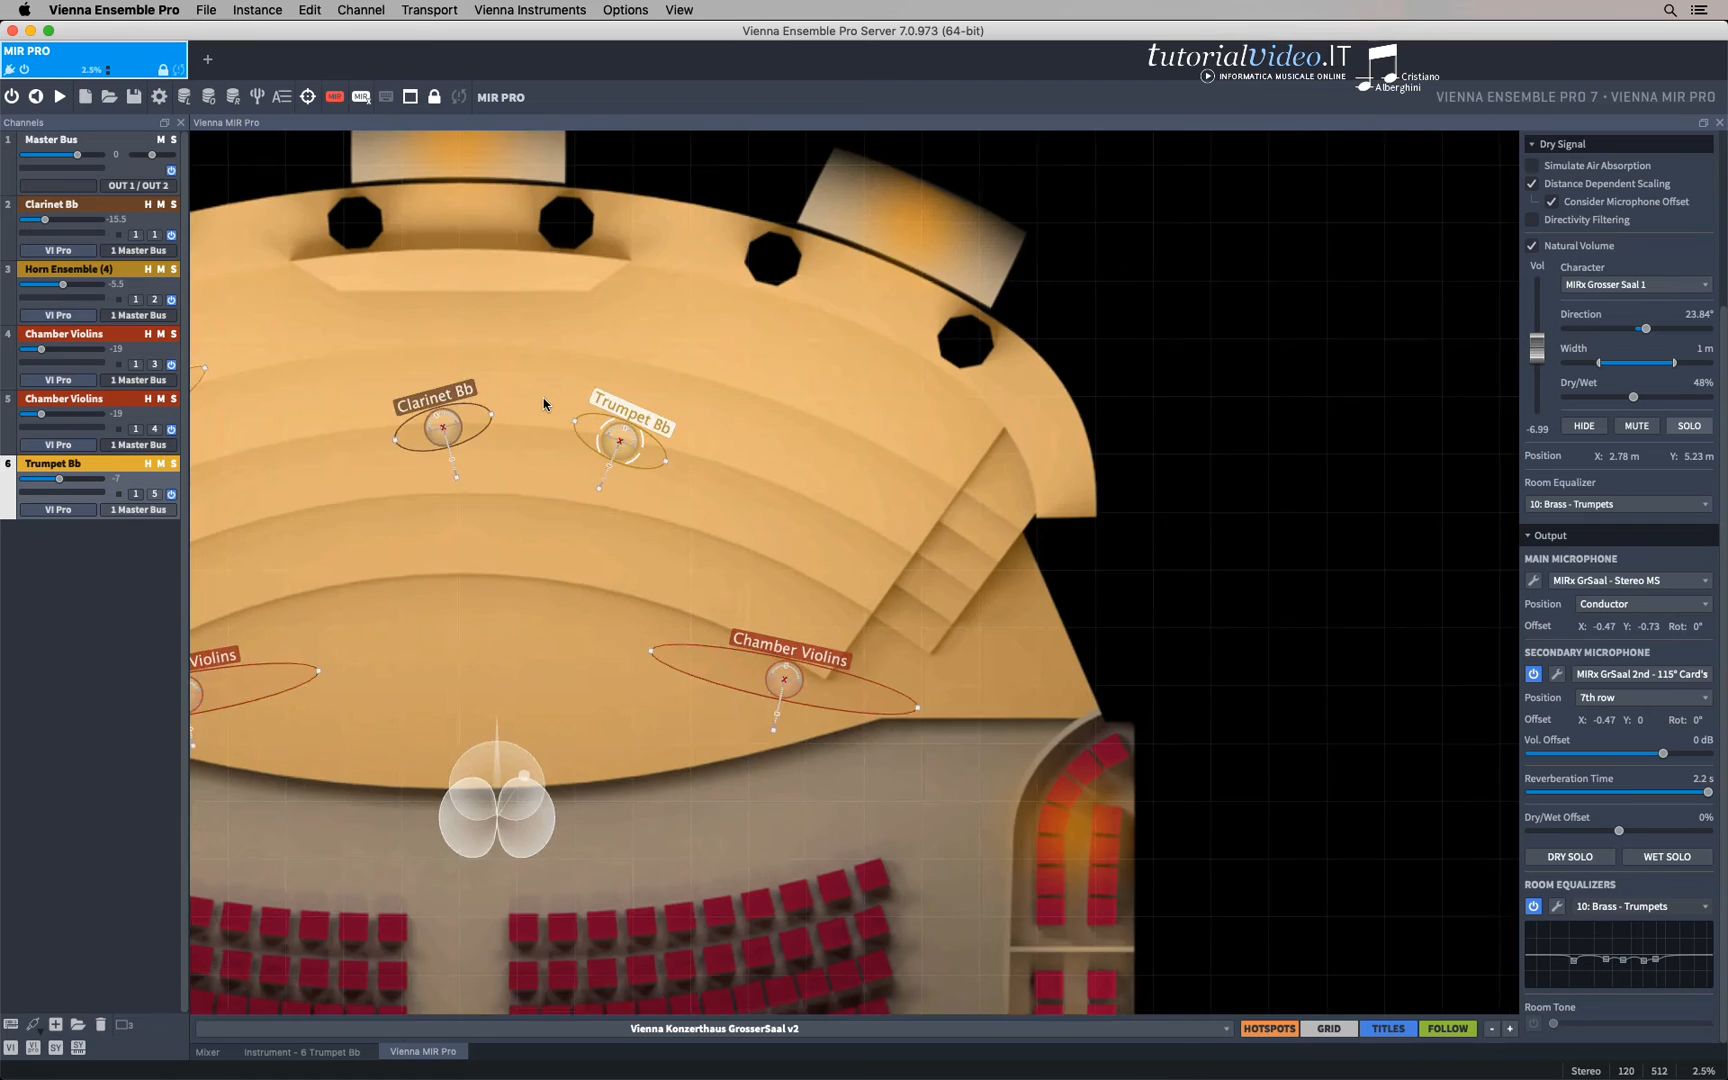 Vienna Ensemble Pro File Instance Edit Channel Transport Vienna Instruments Options View
Vienna Ensemble Pro Server 7.0.973 (64-bit)
MIR PRO
2.5%
+
tutorialVideo.IT
INFORMATICA MUSICALE ONLINE
Cristiano
Alberghini
MIR MIRx MIR PRO
VIENNA ENSEMBLE PRO 7 • VIENNA MIR PRO
Channels
Vienna MIR Pro
1 Master Bus M S
0
OUT 1 / OUT 2
2 Clarinet Bb H M S
-15.5
1 1
VI Pro 1 Master Bus
3 Horn Ensemble (4) H M S
-5.5
1 2
VI Pro 1 Master Bus
4 Chamber Violins H M S
-19
1 3
VI Pro 1 Master Bus
5 Chamber Violins H M S
-19
1 4
VI Pro 1 Master Bus
6 Trumpet Bb H M S
-7
1 5
VI Pro 1 Master Bus
Clarinet Bb
Trumpet Bb
Violins
Chamber Violins
Dry Signal
Simulate Air Absorption
Distance Dependent Scaling
Consider Microphone Offset
Directivity Filtering
Natural Volume
Vol
Character
MIRx Grosser Saal 1
Direction 23.84°
Width 1 m
Dry/Wet 48%
-6.99 HIDE MUTE SOLO
Position X: 2.78 m Y: 5.23 m
Room Equalizer
10: Brass - Trumpets
Output
MAIN MICROPHONE
MIRx GrSaal - Stereo MS
Position Conductor
Offset X: -0.47 Y: -0.73 Rot: 0°
SECONDARY MICROPHONE
MIRx GrSaal 2nd - 115° Card's
Position 7th row
Offset X: -0.47 Y: 0 Rot: 0°
Vol. Offset 0 dB
Reverberation Time 2.2 s
Dry/Wet Offset 0%
DRY SOLO WET SOLO
ROOM EQUALIZERS
10: Brass - Trumpets
Room Tone
Vienna Konzerthaus GrosserSaal v2
HOTSPOTS GRID TITLES FOLLOW - +
Mixer Instrument - 6 Trumpet Bb Vienna MIR Pro
VI VI pro SY SY
Stereo 120 512 2.5%